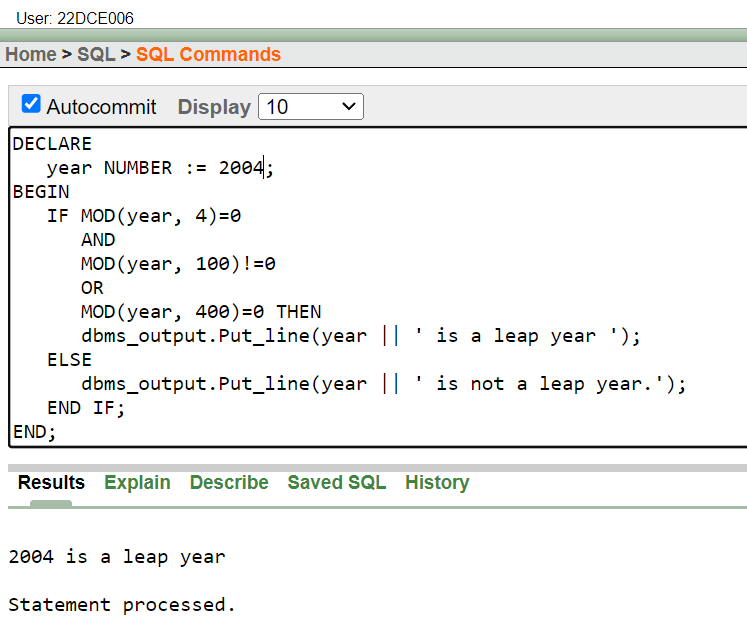 User: 22DCE006
Home > SQL > SQL Commands
Autocommit Display 10
DECLARE
   year NUMBER := 2004;
BEGIN
   IF MOD(year, 4)=0
      AND
      MOD(year, 100)!=0
      OR
      MOD(year, 400)=0 THEN
      dbms_output.Put_line(year || ' is a leap year ');
   ELSE
      dbms_output.Put_line(year || ' is not a leap year.');
   END IF;
END;
Results Explain Describe Saved SQL History
2004 is a leap year
Statement processed.